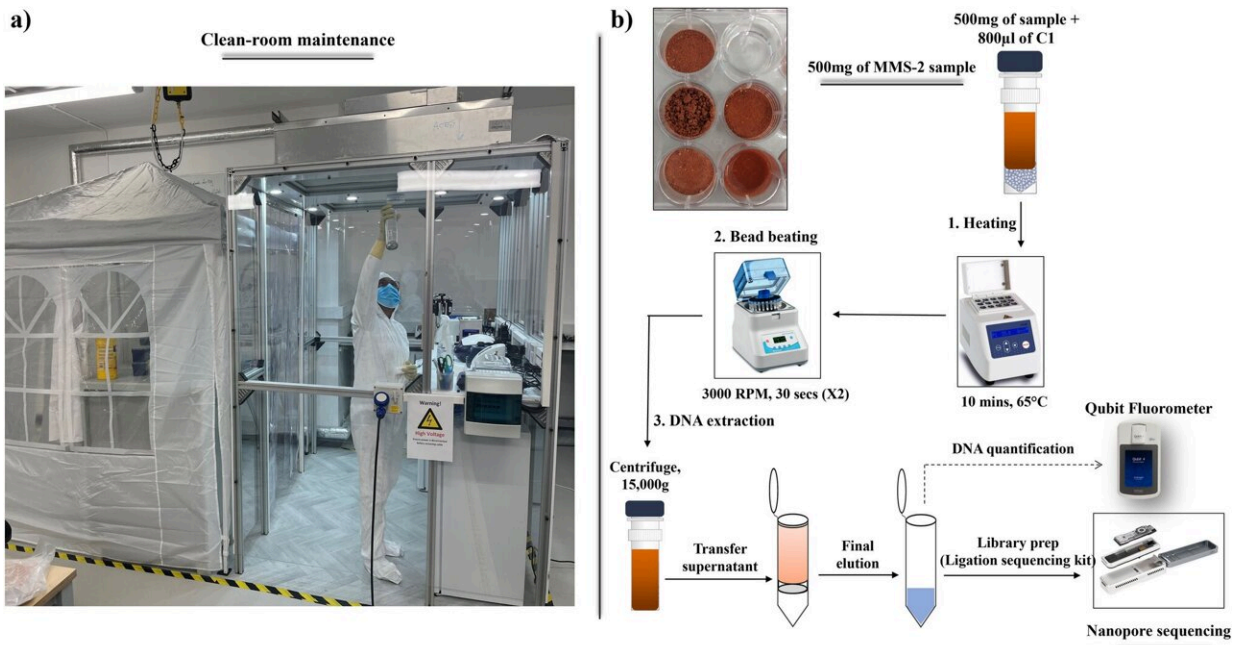 a)
Clean-room maintenance
Warning!
High Voltage
b)
500mg of sample +
800µl of C1
500mg of MMS-2 sample
1. Heating
2. Bead beating
3000 RPM, 30 secs (X2)
10 mins, 65°C
3. DNA extraction
Qubit Fluorometer
DNA quantification
Centrifuge,
15,000g
Transfer
supernatant
Final
elution
Library prep
(Ligation sequencing kit)
Nanopore sequencing